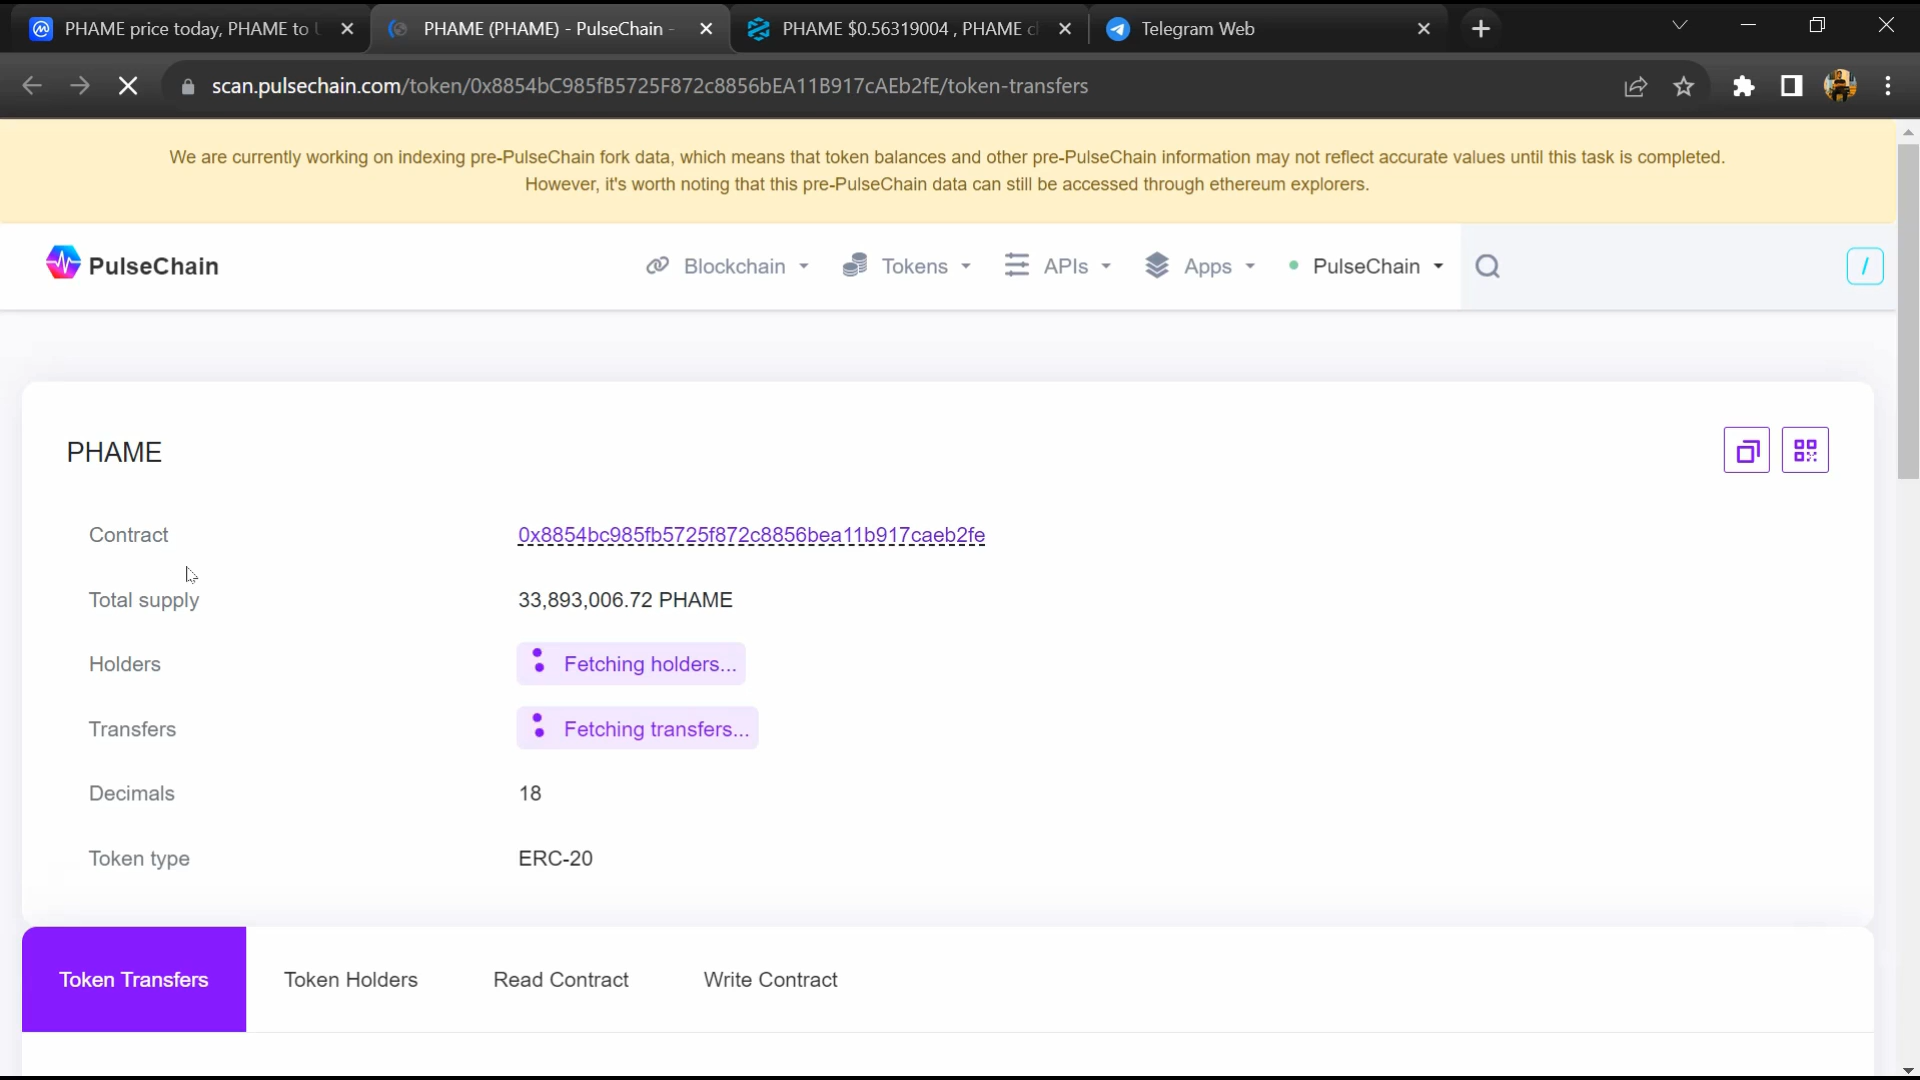 PHAME price today, PHAME to
PHAME (PHAME) - PulseChain -
PHAME $0.56319004 , PHAME c
Telegram Web
scan.pulsechain.com/token/0x8854bC985fB5725F872c8856bEA11B917cAEb2fE/token-transfers
We are currently working on indexing pre-PulseChain fork data, which means that token balances and other pre-PulseChain information may not reflect accurate values until this task is completed.
However, it's worth noting that this pre-PulseChain data can still be accessed through ethereum explorers.
PulseChain
Blockchain
Tokens
APIs
Apps
PulseChain
/
PHAME
Contract
0x8854bc985fb5725f872c8856bea11b917caeb2fe
Total supply
33,893,006.72 PHAME
Holders
Fetching holders...
Transfers
Fetching transfers...
Decimals
18
Token type
ERC-20
Token Transfers
Token Holders
Read Contract
Write Contract